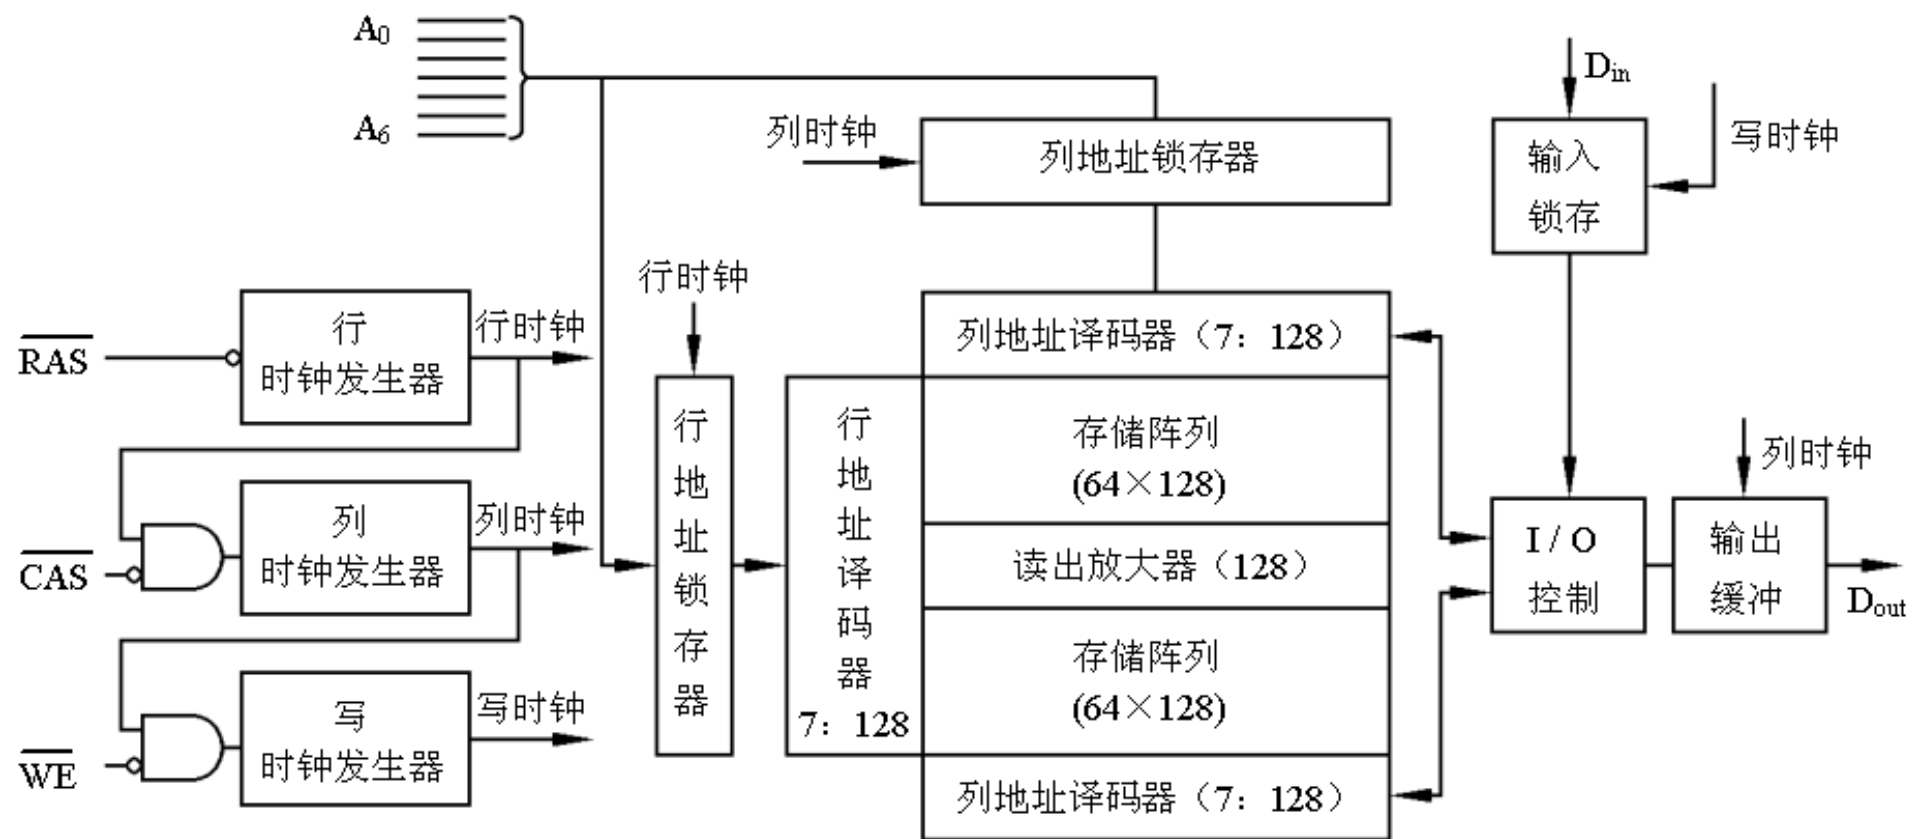 A₀
A₆
列时钟
列地址锁存器
D_in
写时钟
输入
锁存
行时钟
R̅A̅S̅
行
时钟发生器
行时钟
C̅A̅S̅
列
时钟发生器
列时钟
W̅E̅
写
时钟发生器
写时钟
行地址锁存器
行地址译码器
7：128
列地址译码器（7：128）
存储阵列
(64×128)
读出放大器（128）
存储阵列
(64×128)
列地址译码器（7：128）
I / O
控制
列时钟
输出
缓冲
D_out